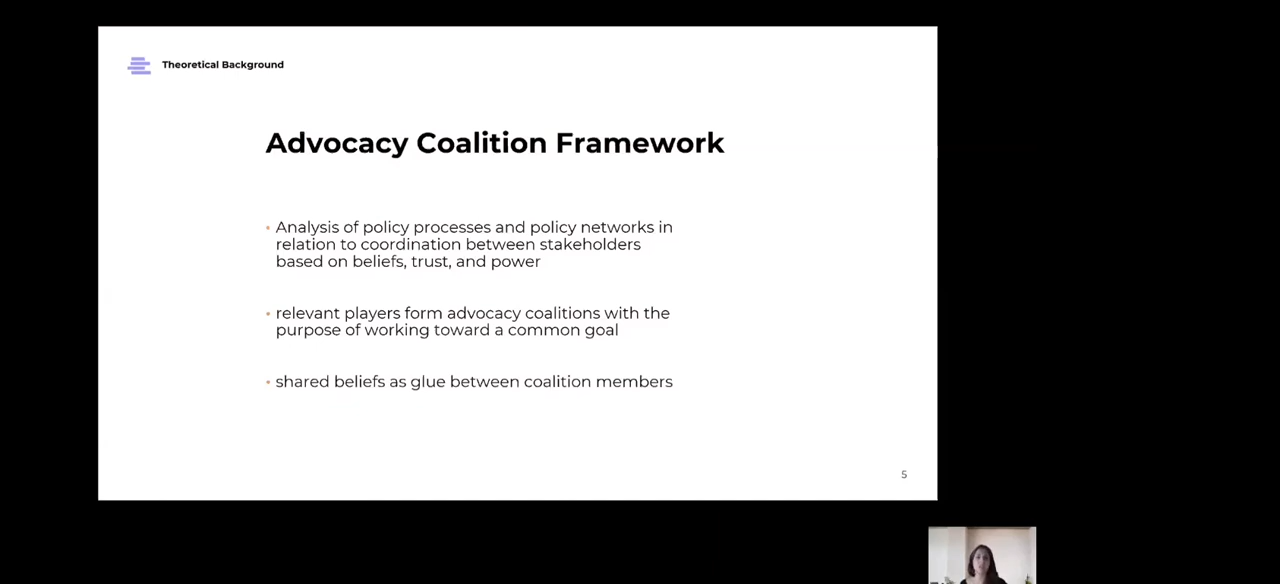 Theoretical Background
Advocacy Coalition Framework
• Analysis of policy processes and policy networks in
relation to coordination between stakeholders
based on beliefs, trust, and power
• relevant players form advocacy coalitions with the
purpose of working toward a common goal
• shared beliefs as glue between coalition members
5